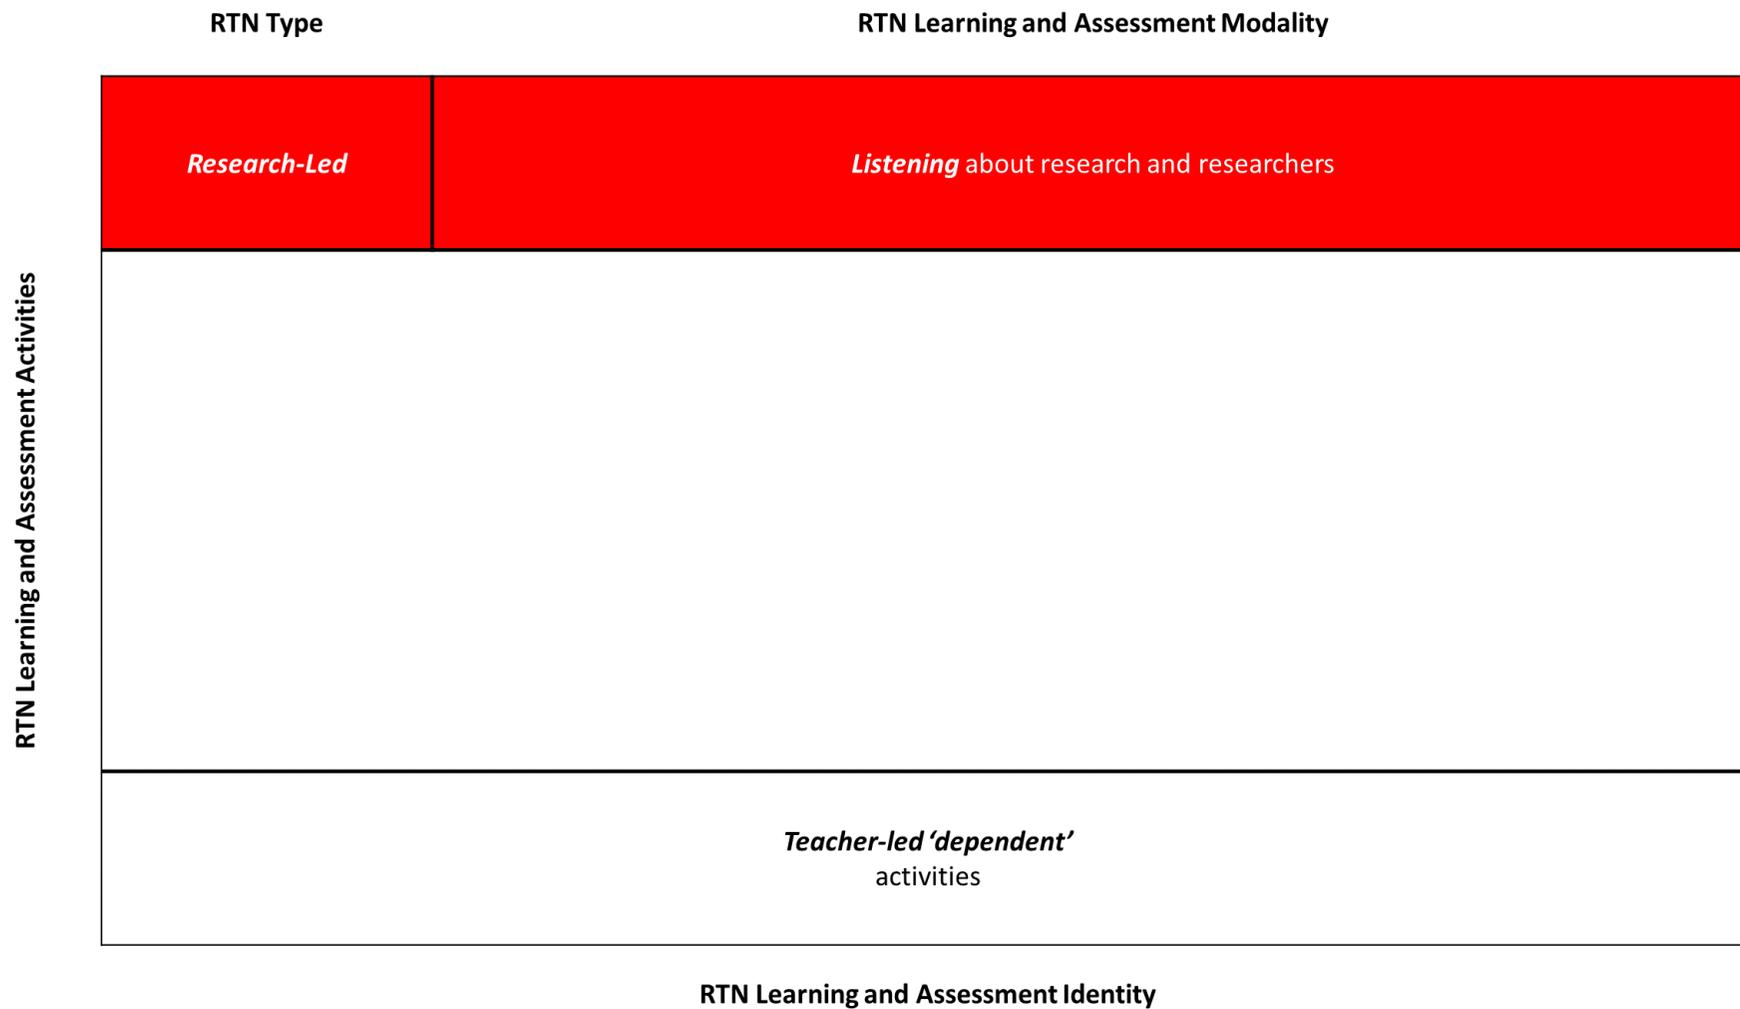 RTN Type
RTN Learning and Assessment Modality
Research-Led
Listening about research and researchers
RTN Learning and Assessment Activities
Teacher-led ‘dependent’
activities
RTN Learning and Assessment Identity